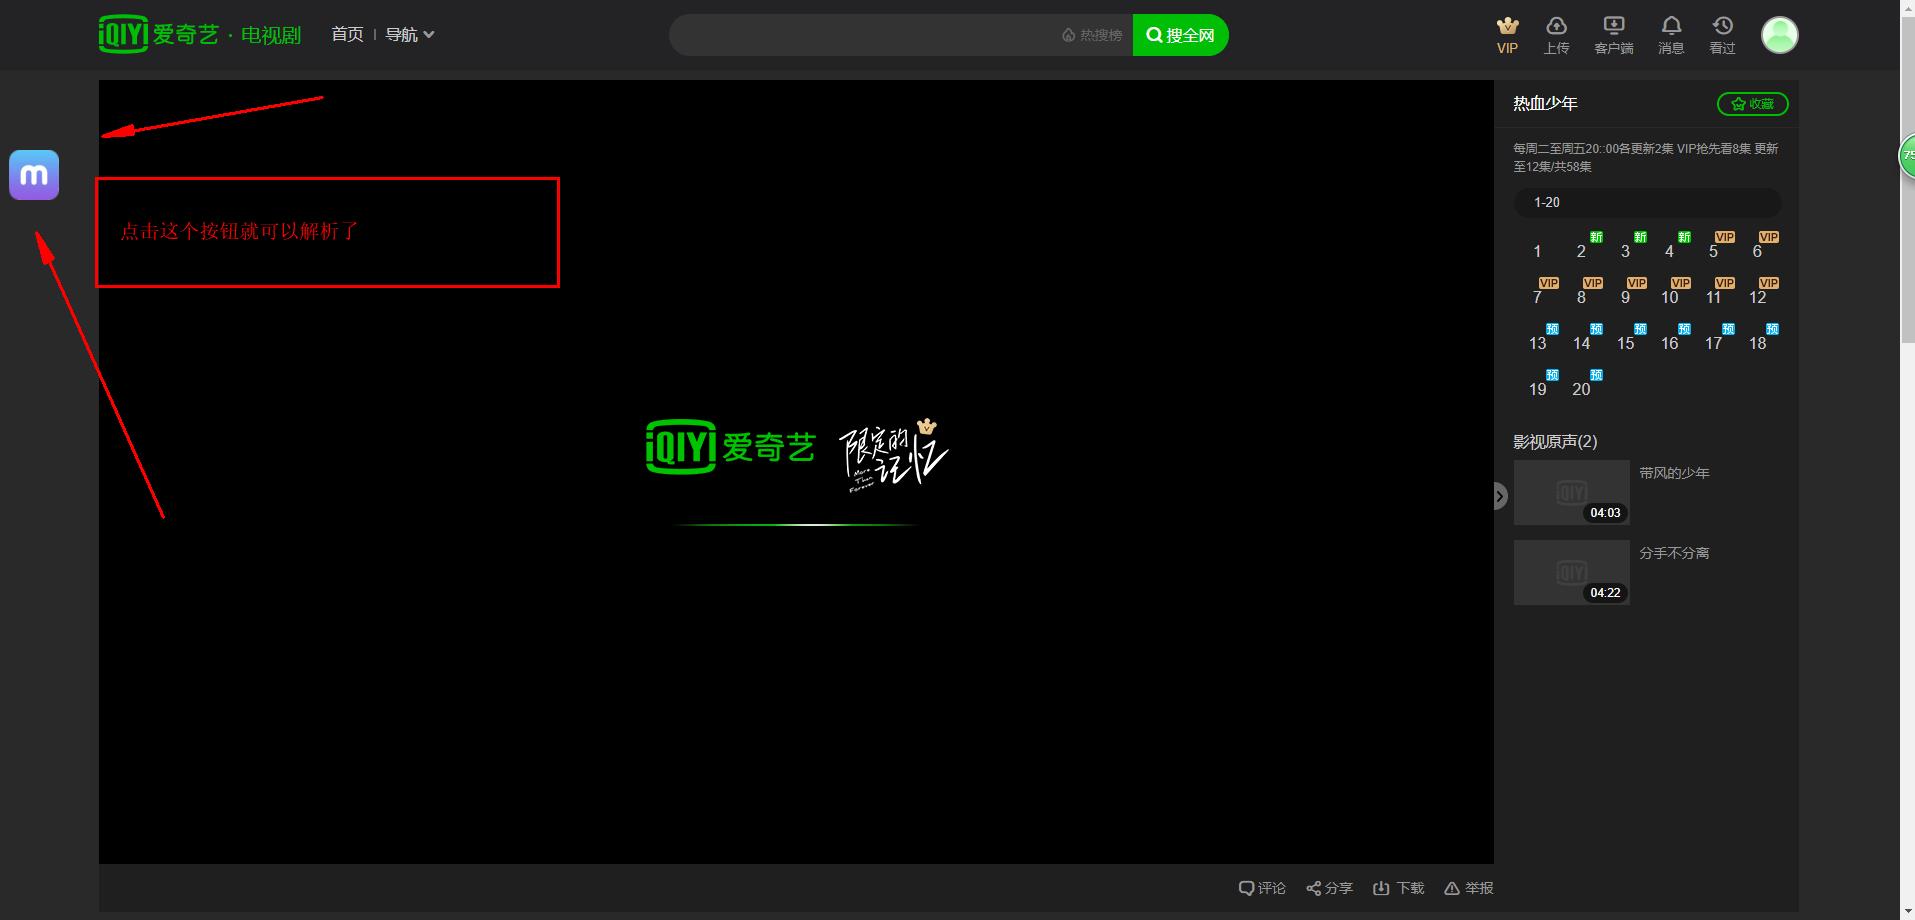 iQIYI 爱奇艺 · 电视剧
首页 导航
热搜榜 搜全网
VIP 上传 客户端 消息 看过
m
点击这个按钮就可以解析了
iQIYI 爱奇艺
限定的记忆
More Than Forever
热血少年
收藏
每周二至周五20::00各更新2集 VIP抢先看8集 更新
至12集/共58集
1-20
1 2 新 3 新 4 新 5 VIP 6 VIP
7 VIP 8 VIP 9 VIP 10 VIP 11 VIP 12 VIP
13 预 14 预 15 预 16 预 17 预 18 预
19 预 20 预
影视原声(2)
带风的少年
iQIYI
04:03
分手不分离
iQIYI
04:22
评论 分享 下载 举报